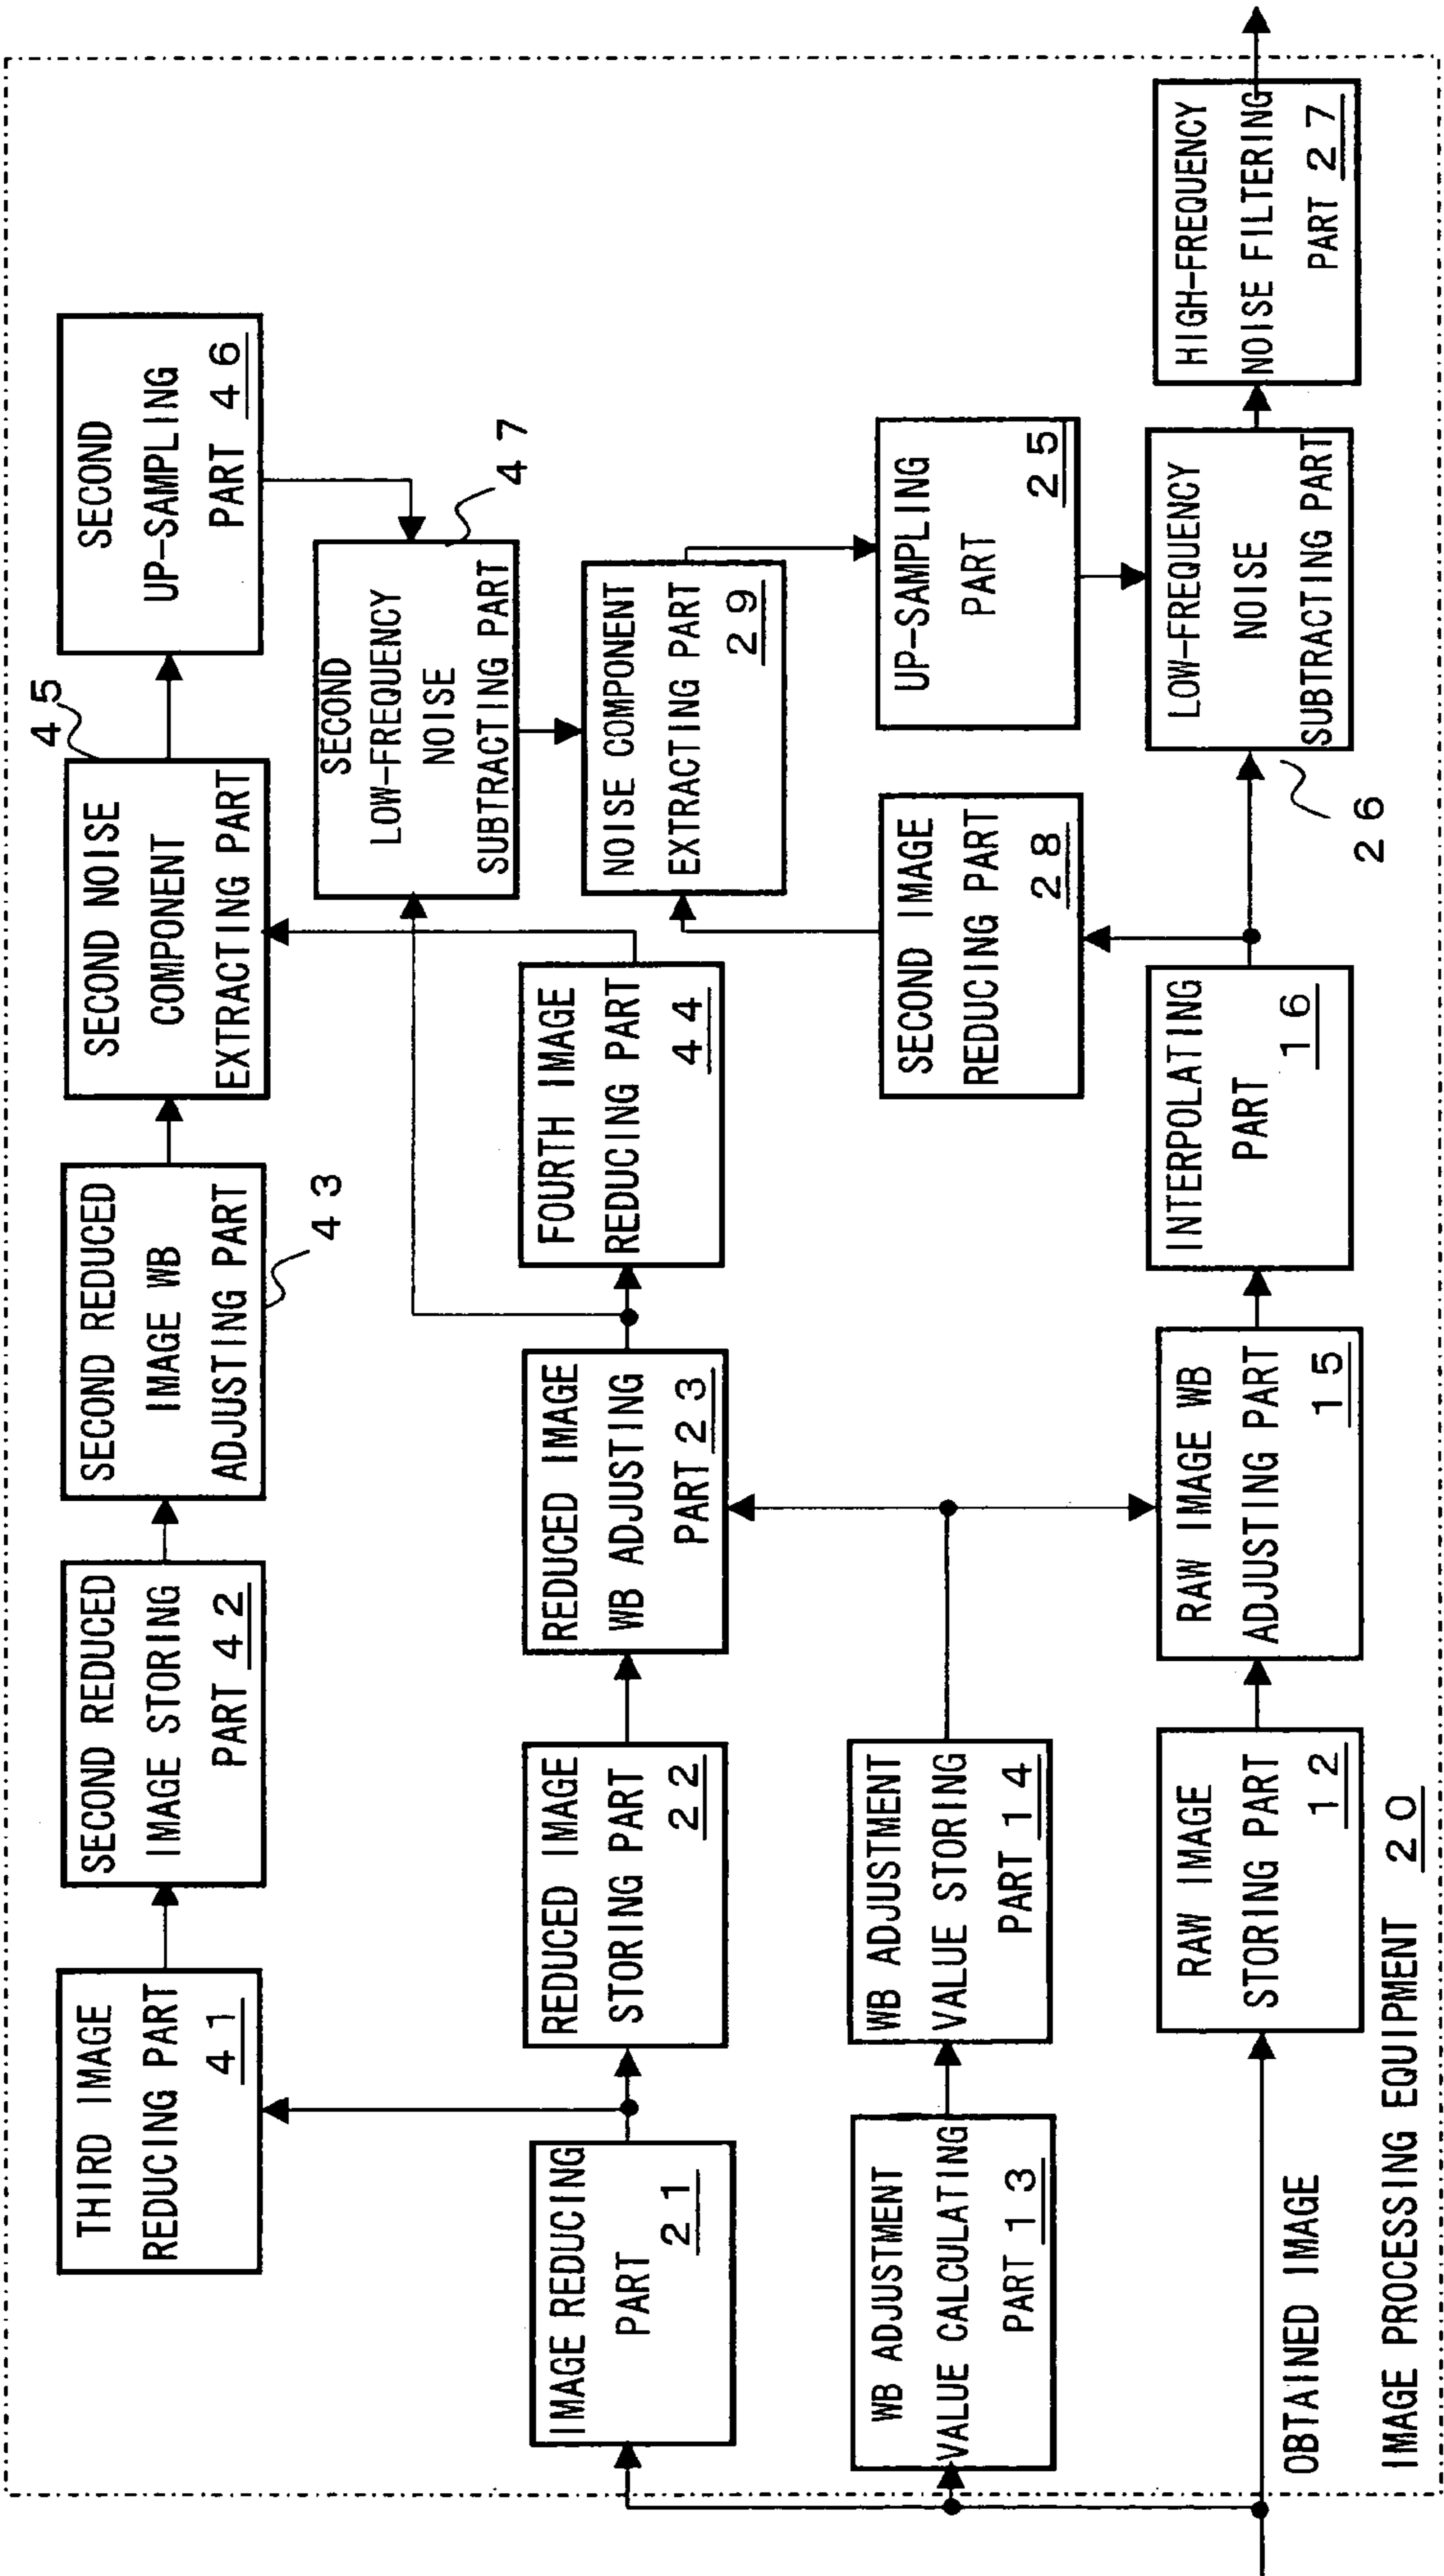 THIRD IMAGE
REDUCING PART
41
SECOND REDUCED
IMAGE STORING
PART 42
SECOND REDUCED
IMAGE WB
ADJUSTING PART
43
SECOND NOISE
COMPONENT
EXTRACTING PART
45
SECOND
UP-SAMPLING
PART 46
SECOND
LOW-FREQUENCY
NOISE
SUBTRACTING PART
47
IMAGE REDUCING
PART 21
REDUCED IMAGE
STORING PART
22
REDUCED IMAGE
WB ADJUSTING
PART 23
FOURTH IMAGE
REDUCING PART
44
NOISE COMPONENT
EXTRACTING PART
29
WB ADJUSTMENT
VALUE CALCULATING
PART 13
WB ADJUSTMENT
VALUE STORING
PART 14
SECOND IMAGE
REDUCING PART
28
UP-SAMPLING
PART 25
RAW IMAGE
STORING PART
12
RAW IMAGE WB
ADJUSTING PART
15
INTERPOLATING
PART 16
LOW-FREQUENCY
NOISE
SUBTRACTING PART
26
HIGH-FREQUENCY
NOISE FILTERING
PART 27
OBTAINED IMAGE
IMAGE PROCESSING EQUIPMENT 20